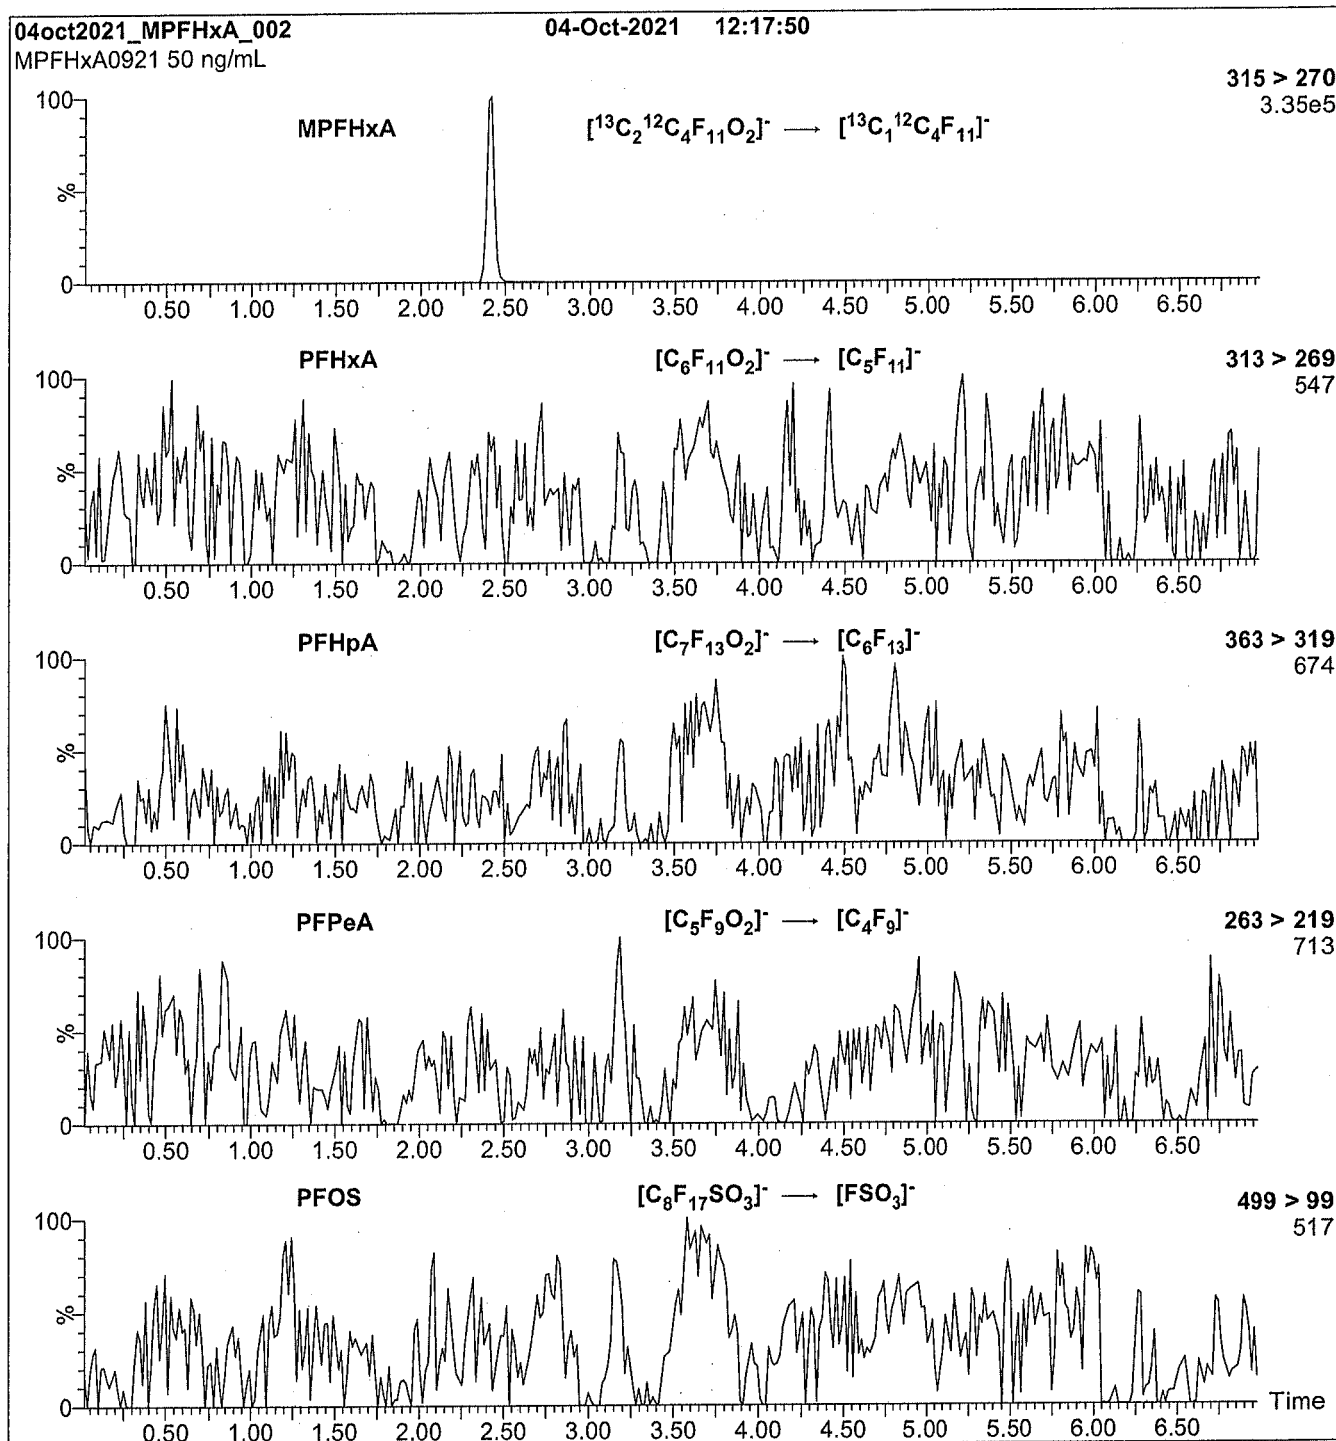 04oct2021_MPFHxA_002 04-Oct-2021 12:17:50
MPFHxA0921 50 ng/mL
315 > 270
3.35e5
MPFHxA [¹³C₂¹²C₄F₁₁O₂]⁻ → [¹³C₁¹²C₄F₁₁]⁻
100
%
0
0.50 1.00 1.50 2.00 2.50 3.00 3.50 4.00 4.50 5.00 5.50 6.00 6.50
PFHxA [C₆F₁₁O₂]⁻ → [C₅F₁₁]⁻ 313 > 269
547
100
%
0
0.50 1.00 1.50 2.00 2.50 3.00 3.50 4.00 4.50 5.00 5.50 6.00 6.50
PFHpA [C₇F₁₃O₂]⁻ → [C₆F₁₃]⁻ 363 > 319
674
100
%
0
0.50 1.00 1.50 2.00 2.50 3.00 3.50 4.00 4.50 5.00 5.50 6.00 6.50
PFPeA [C₅F₉O₂]⁻ → [C₄F₉]⁻ 263 > 219
713
100
%
0
0.50 1.00 1.50 2.00 2.50 3.00 3.50 4.00 4.50 5.00 5.50 6.00 6.50
PFOS [C₈F₁₇SO₃]⁻ → [FSO₃]⁻ 499 > 99
517
100
%
0
Time
0.50 1.00 1.50 2.00 2.50 3.00 3.50 4.00 4.50 5.00 5.50 6.00 6.50